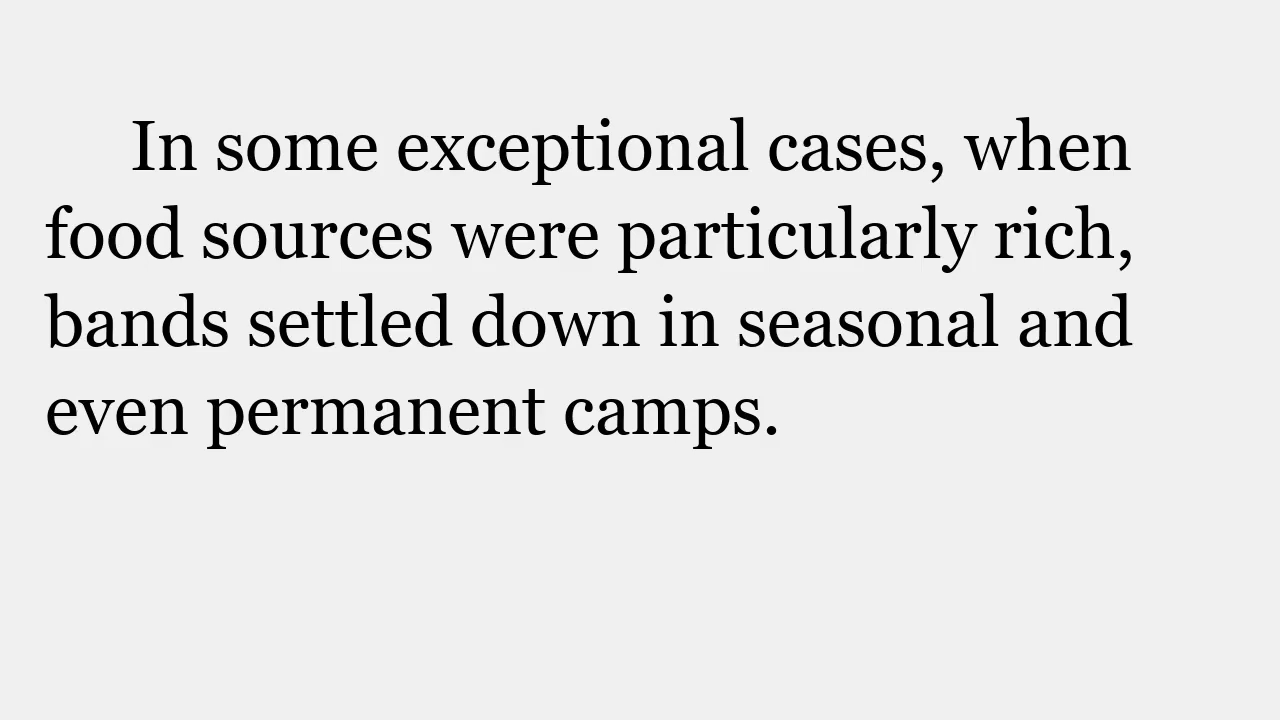 In some exceptional cases, when
food sources were particularly rich,
bands settled down in seasonal and
even permanent camps.